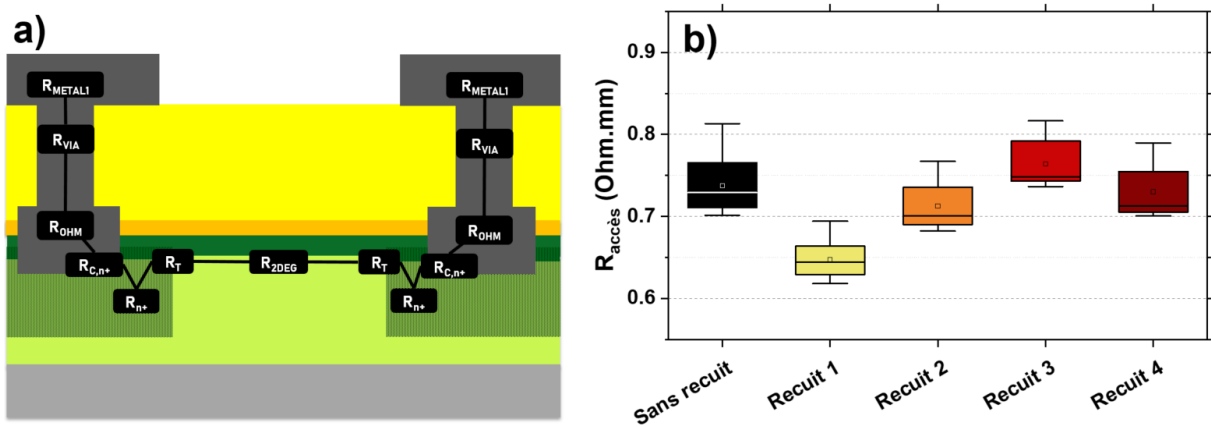 a)
R_METAL1 R_METAL1
R_VIA R_VIA
R_OHM R_OHM
R_C,n+ R_T R_2DEG R_T R_C,n+
R_n+ R_n+
b)
R_accès (Ohm.mm)
0.9
0.8
0.7
0.6
Sans recuit Recuit 1 Recuit 2 Recuit 3 Recuit 4